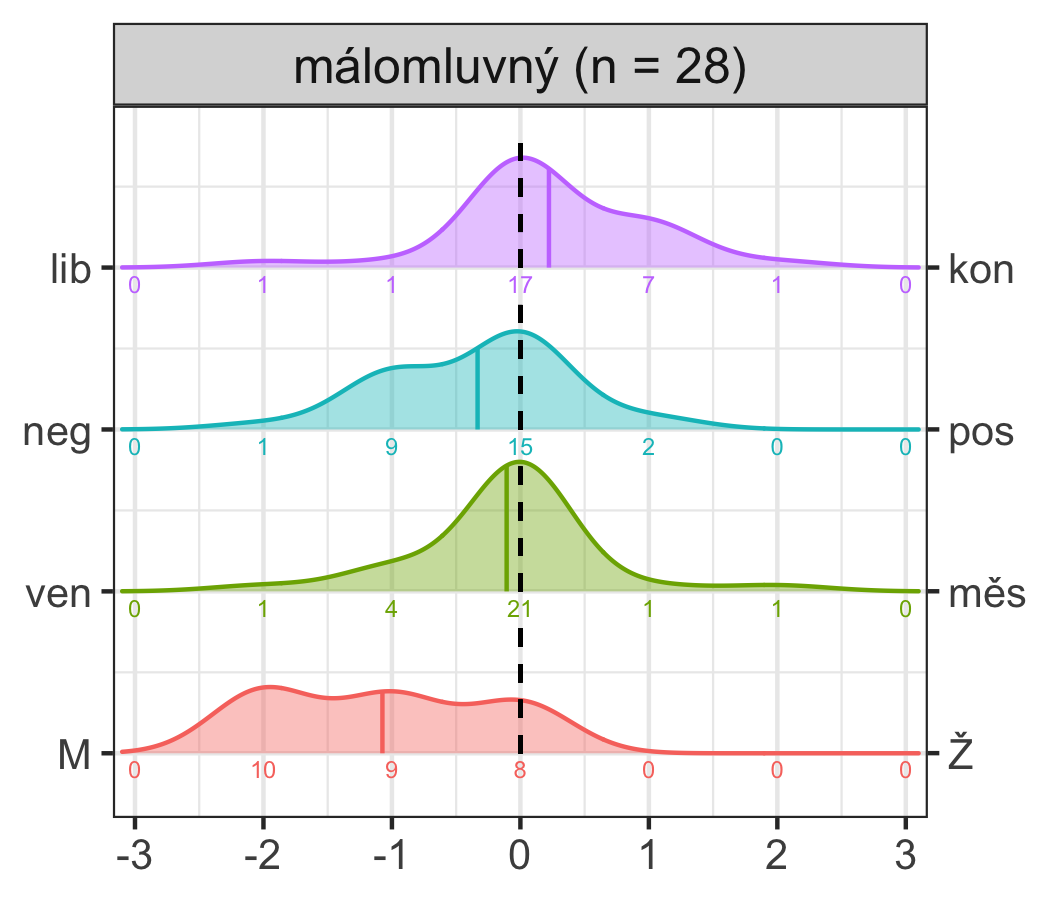 málomluvný (n = 28)
lib kon
0 1 1 17 7 1 0
neg pos
0 1 9 15 2 0 0
ven měs
0 1 4 21 1 1 0
M Ž
0 10 9 8 0 0 0
-3 -2 -1 0 1 2 3